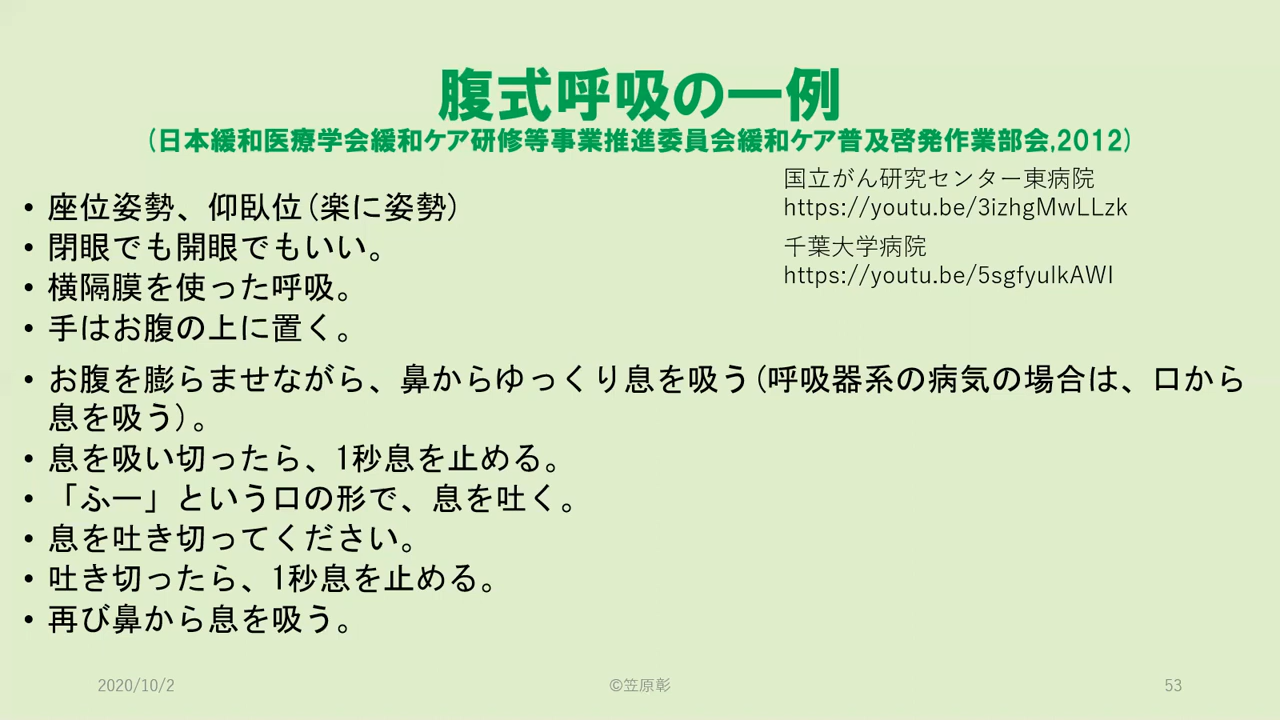 腹式呼吸の一例
(日本緩和医療学会緩和ケア研修等事業推進委員会緩和ケア普及啓発作業部会,2012)
国立がん研究センター東病院
https://youtu.be/3izhgMwLLzk
千葉大学病院
https://youtu.be/5sgfyulkAWI
• 座位姿勢、仰臥位(楽に姿勢)
• 閉眼でも開眼でもいい。
• 横隔膜を使った呼吸。
• 手はお腹の上に置く。
• お腹を膨らませながら、鼻からゆっくり息を吸う(呼吸器系の病気の場合は、口から
息を吸う)。
• 息を吸い切ったら、1秒息を止める。
• 「ふー」という口の形で、息を吐く。
• 息を吐き切ってください。
• 吐き切ったら、1秒息を止める。
• 再び鼻から息を吸う。
2020/10/2
©笠原彰
53